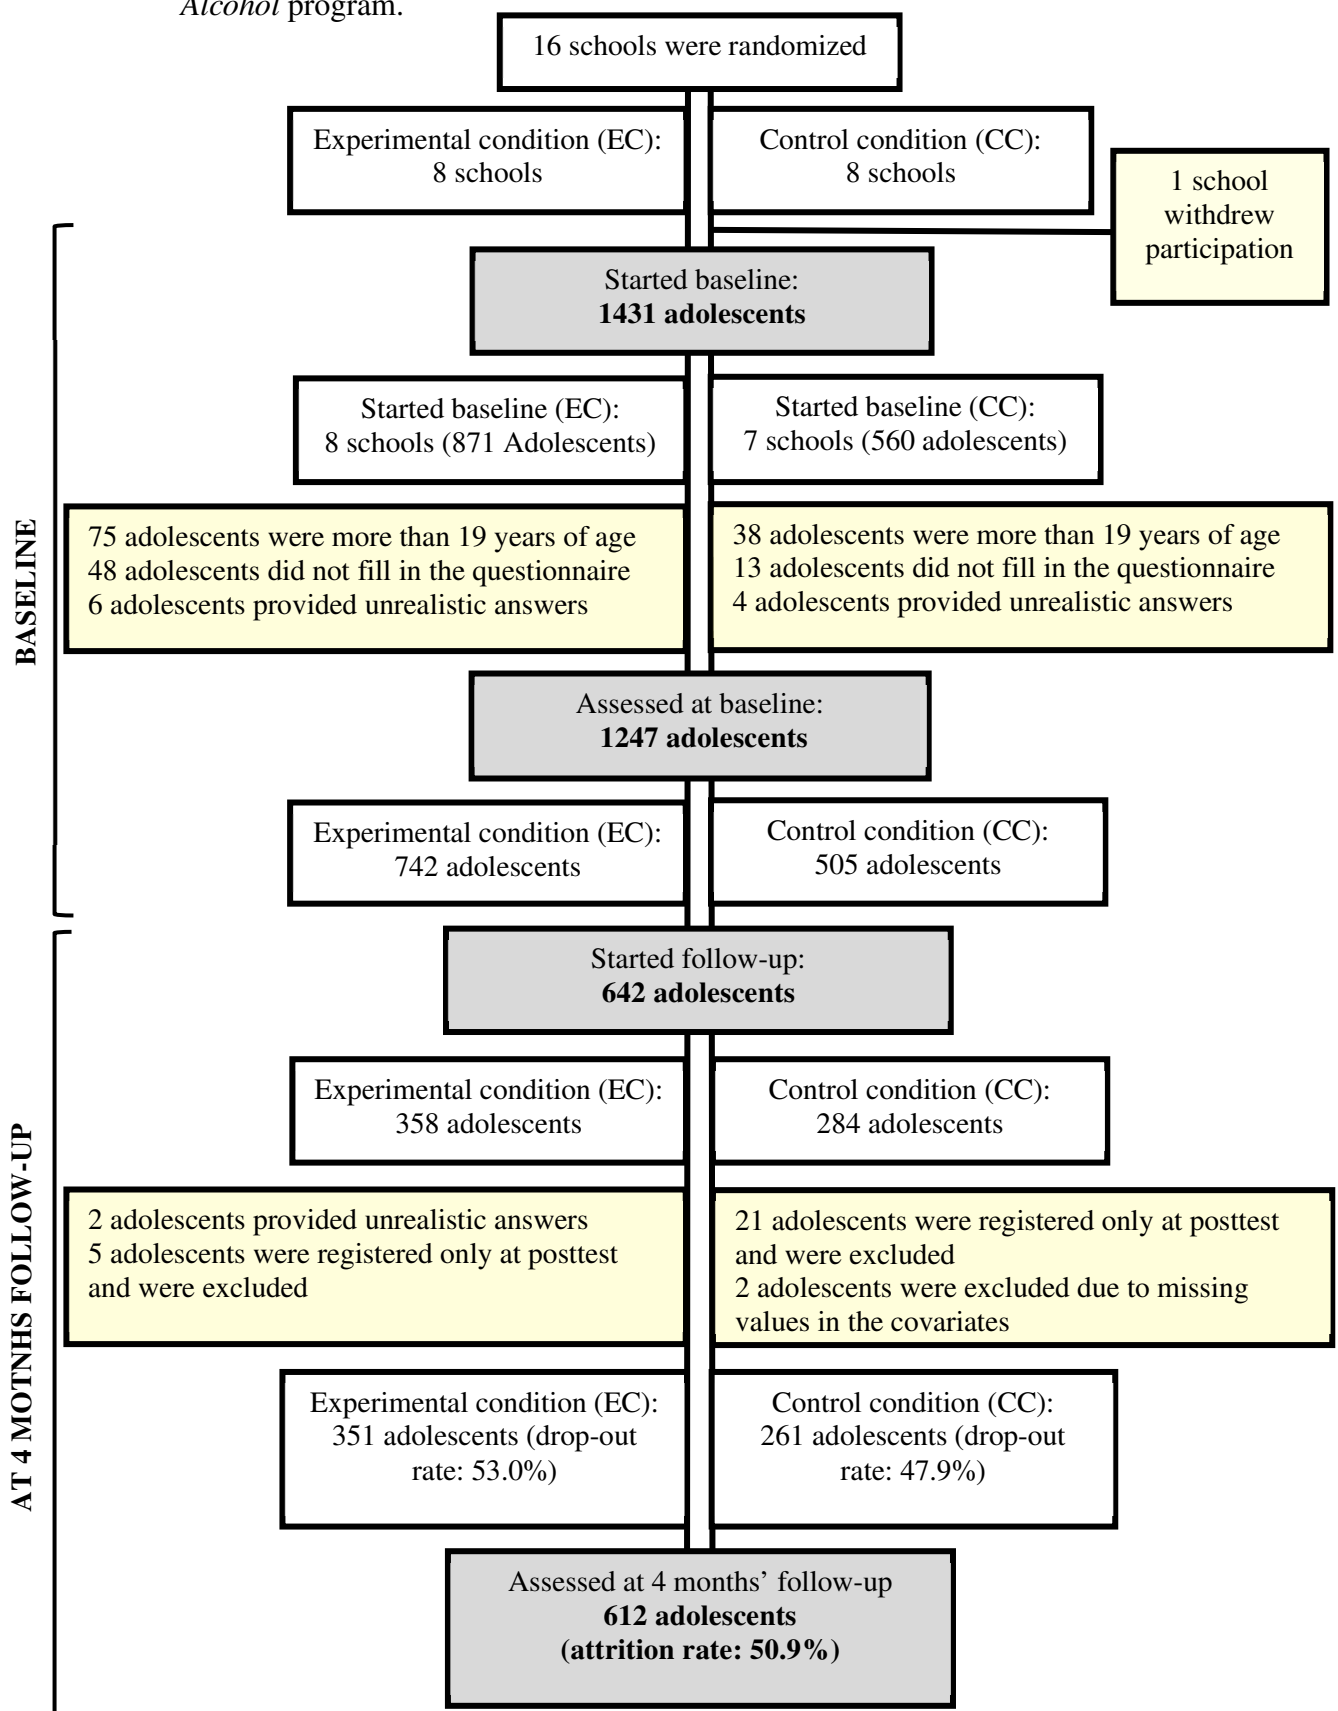 Alcohol program.
16 schools were randomized
Experimental condition (EC):
8 schools
Control condition (CC):
8 schools
1 school
withdrew
participation
Started baseline:
1431 adolescents
Started baseline (EC):
8 schools (871 Adolescents)
Started baseline (CC):
7 schools (560 adolescents)
BASELINE
75 adolescents were more than 19 years of age
48 adolescents did not fill in the questionnaire
6 adolescents provided unrealistic answers
38 adolescents were more than 19 years of age
13 adolescents did not fill in the questionnaire
4 adolescents provided unrealistic answers
Assessed at baseline:
1247 adolescents
Experimental condition (EC):
742 adolescents
Control condition (CC):
505 adolescents
Started follow-up:
642 adolescents
Experimental condition (EC):
358 adolescents
Control condition (CC):
284 adolescents
AT 4 MOTNHS FOLLOW-UP
2 adolescents provided unrealistic answers
5 adolescents were registered only at posttest
and were excluded
21 adolescents were registered only at posttest
and were excluded
2 adolescents were excluded due to missing
values in the covariates
Experimental condition (EC):
351 adolescents (drop-out
rate: 53.0%)
Control condition (CC):
261 adolescents (drop-out
rate: 47.9%)
Assessed at 4 months’ follow-up
612 adolescents
(attrition rate: 50.9%)